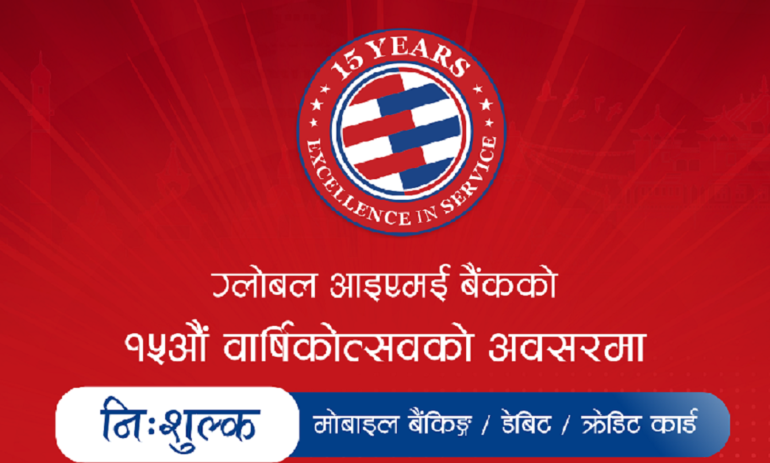 15 YEARS
EXCELLENCE IN SERVICE
ग्लोबल आइएमई बैंकको
१५औं वार्षिकोत्सवको अवसरमा
निःशुल्क मोबाइल बैंकिङ्ग / डेबिट / क्रेडिट कार्ड